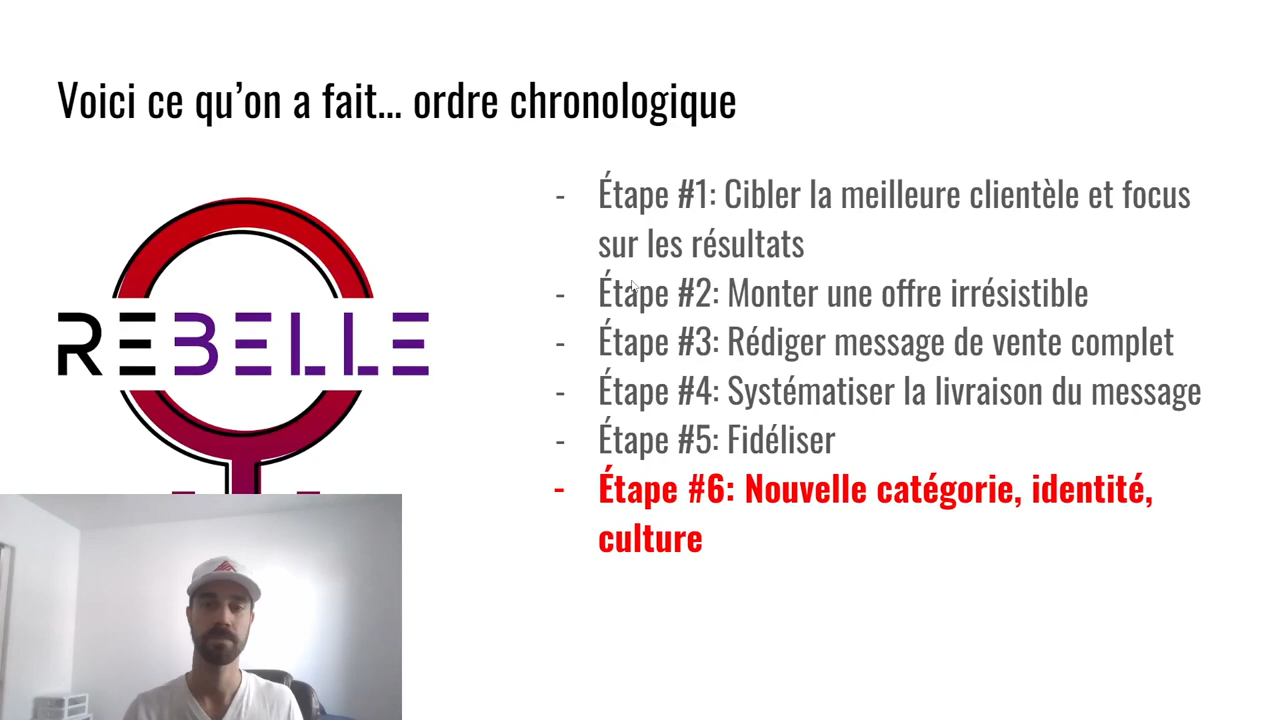 Voici ce qu'on a fait... ordre chronologique
REBELLE
- Étape #1: Cibler la meilleure clientèle et focus
sur les résultats
- Étape #2: Monter une offre irrésistible
- Étape #3: Rédiger message de vente complet
- Étape #4: Systématiser la livraison du message
- Étape #5: Fidéliser
- Étape #6: Nouvelle catégorie, identité,
culture